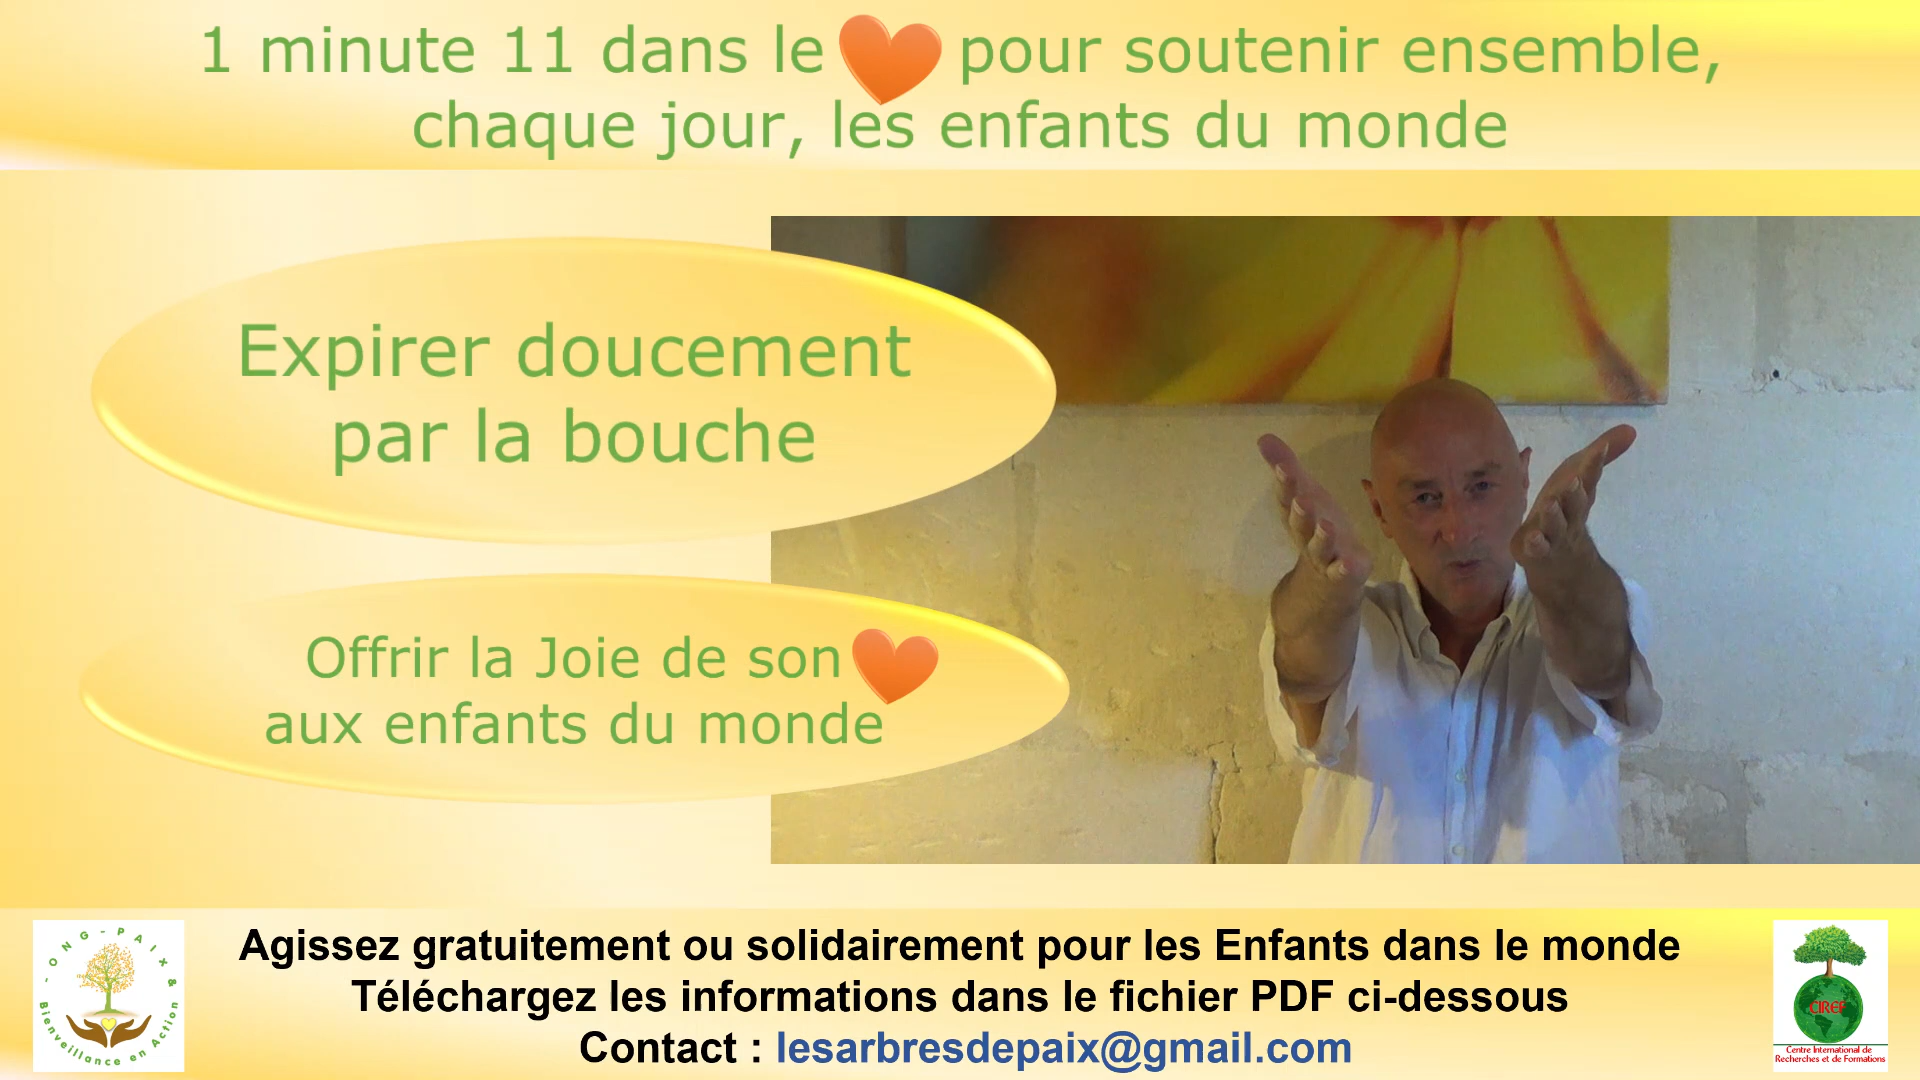 1 minute 11 dans le pour soutenir ensemble,
chaque jour, les enfants du monde
Expirer doucement
par la bouche
Offrir la Joie de son
aux enfants du monde
Agissez gratuitement ou solidairement pour les Enfants dans le monde
Téléchargez les informations dans le fichier PDF ci-dessous
Contact : lesarbresdepaix@gmail.com
- ONG - PAIX &
Bienveillance en Action
CIREF
Centre International de
Recherches et de Formations